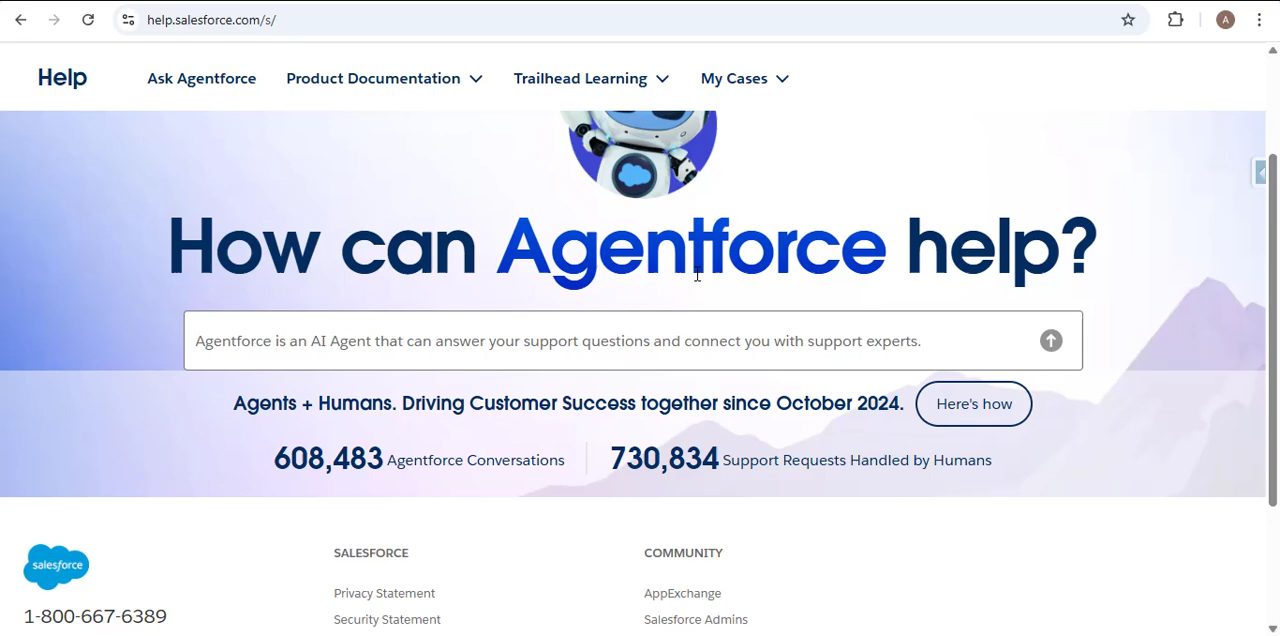 help.salesforce.com/s/
A
Help
Ask Agentforce
Product Documentation
Trailhead Learning
My Cases
How can Agentforce help?
Agentforce is an AI Agent that can answer your support questions and connect you with support experts.
Agents + Humans. Driving Customer Success together since October 2024.
Here's how
608,483 Agentforce Conversations
730,834 Support Requests Handled by Humans
salesforce
1-800-667-6389
SALESFORCE
Privacy Statement
Security Statement
COMMUNITY
AppExchange
Salesforce Admins